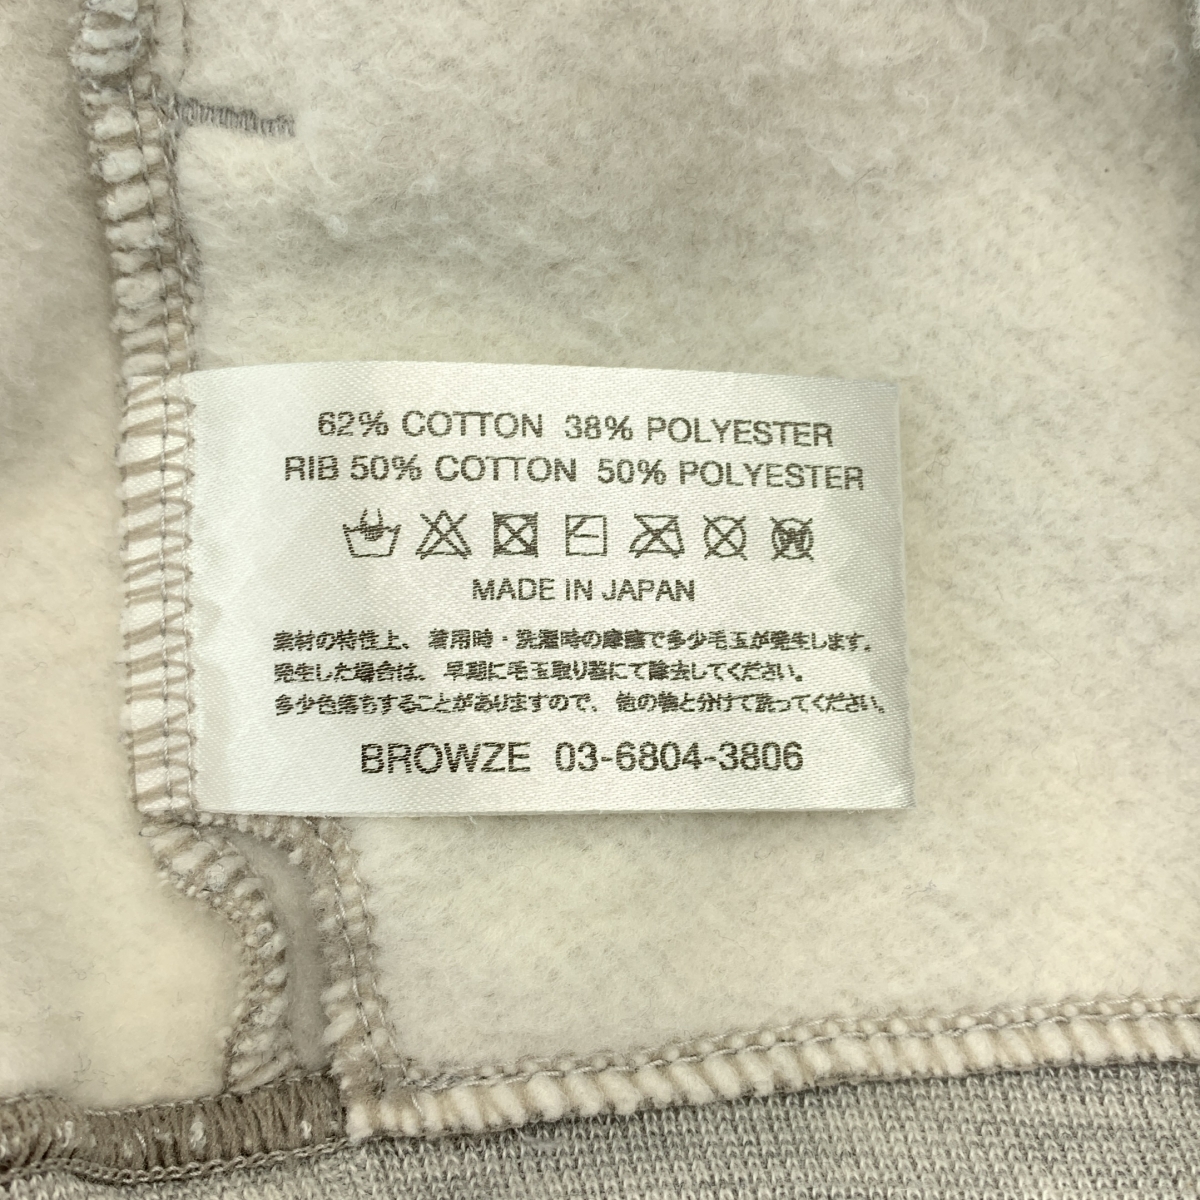 62% COTTON 38% POLYESTER
RIB 50% COTTON 50% POLYESTER
MADE IN JAPAN
素材の特性上、着用時・洗濯時の摩擦で多少毛玉が発生します。
発生した場合は、早期に毛玉取り器にて除去してください。
多少色落ちすることがありますので、他の物と分けて洗ってください。
BROWZE 03-6804-3806